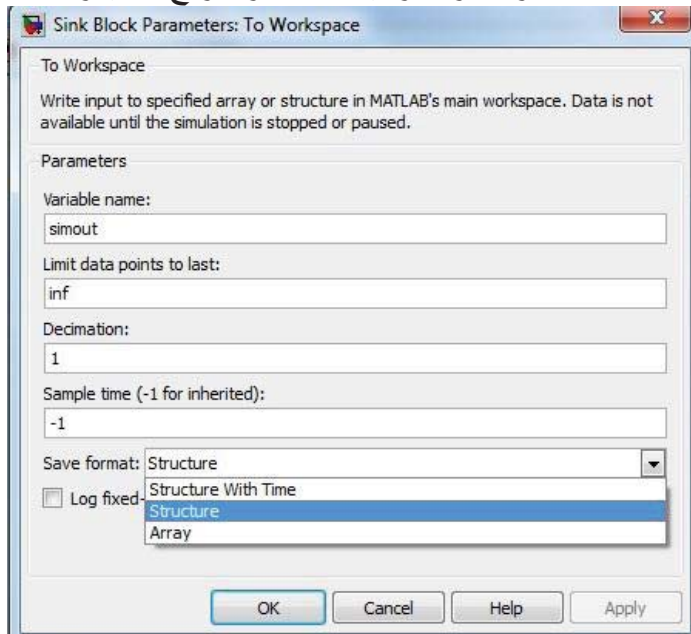 Sink Block Parameters: To Workspace
To Workspace
Write input to specified array or structure in MATLAB's main workspace. Data is not
available until the simulation is stopped or paused.
Parameters
Variable name:
simout
Limit data points to last:
inf
Decimation:
1
Sample time (-1 for inherited):
-1
Save format: Structure
Log fixed-
Structure With Time
Structure
Array
OK Cancel Help Apply